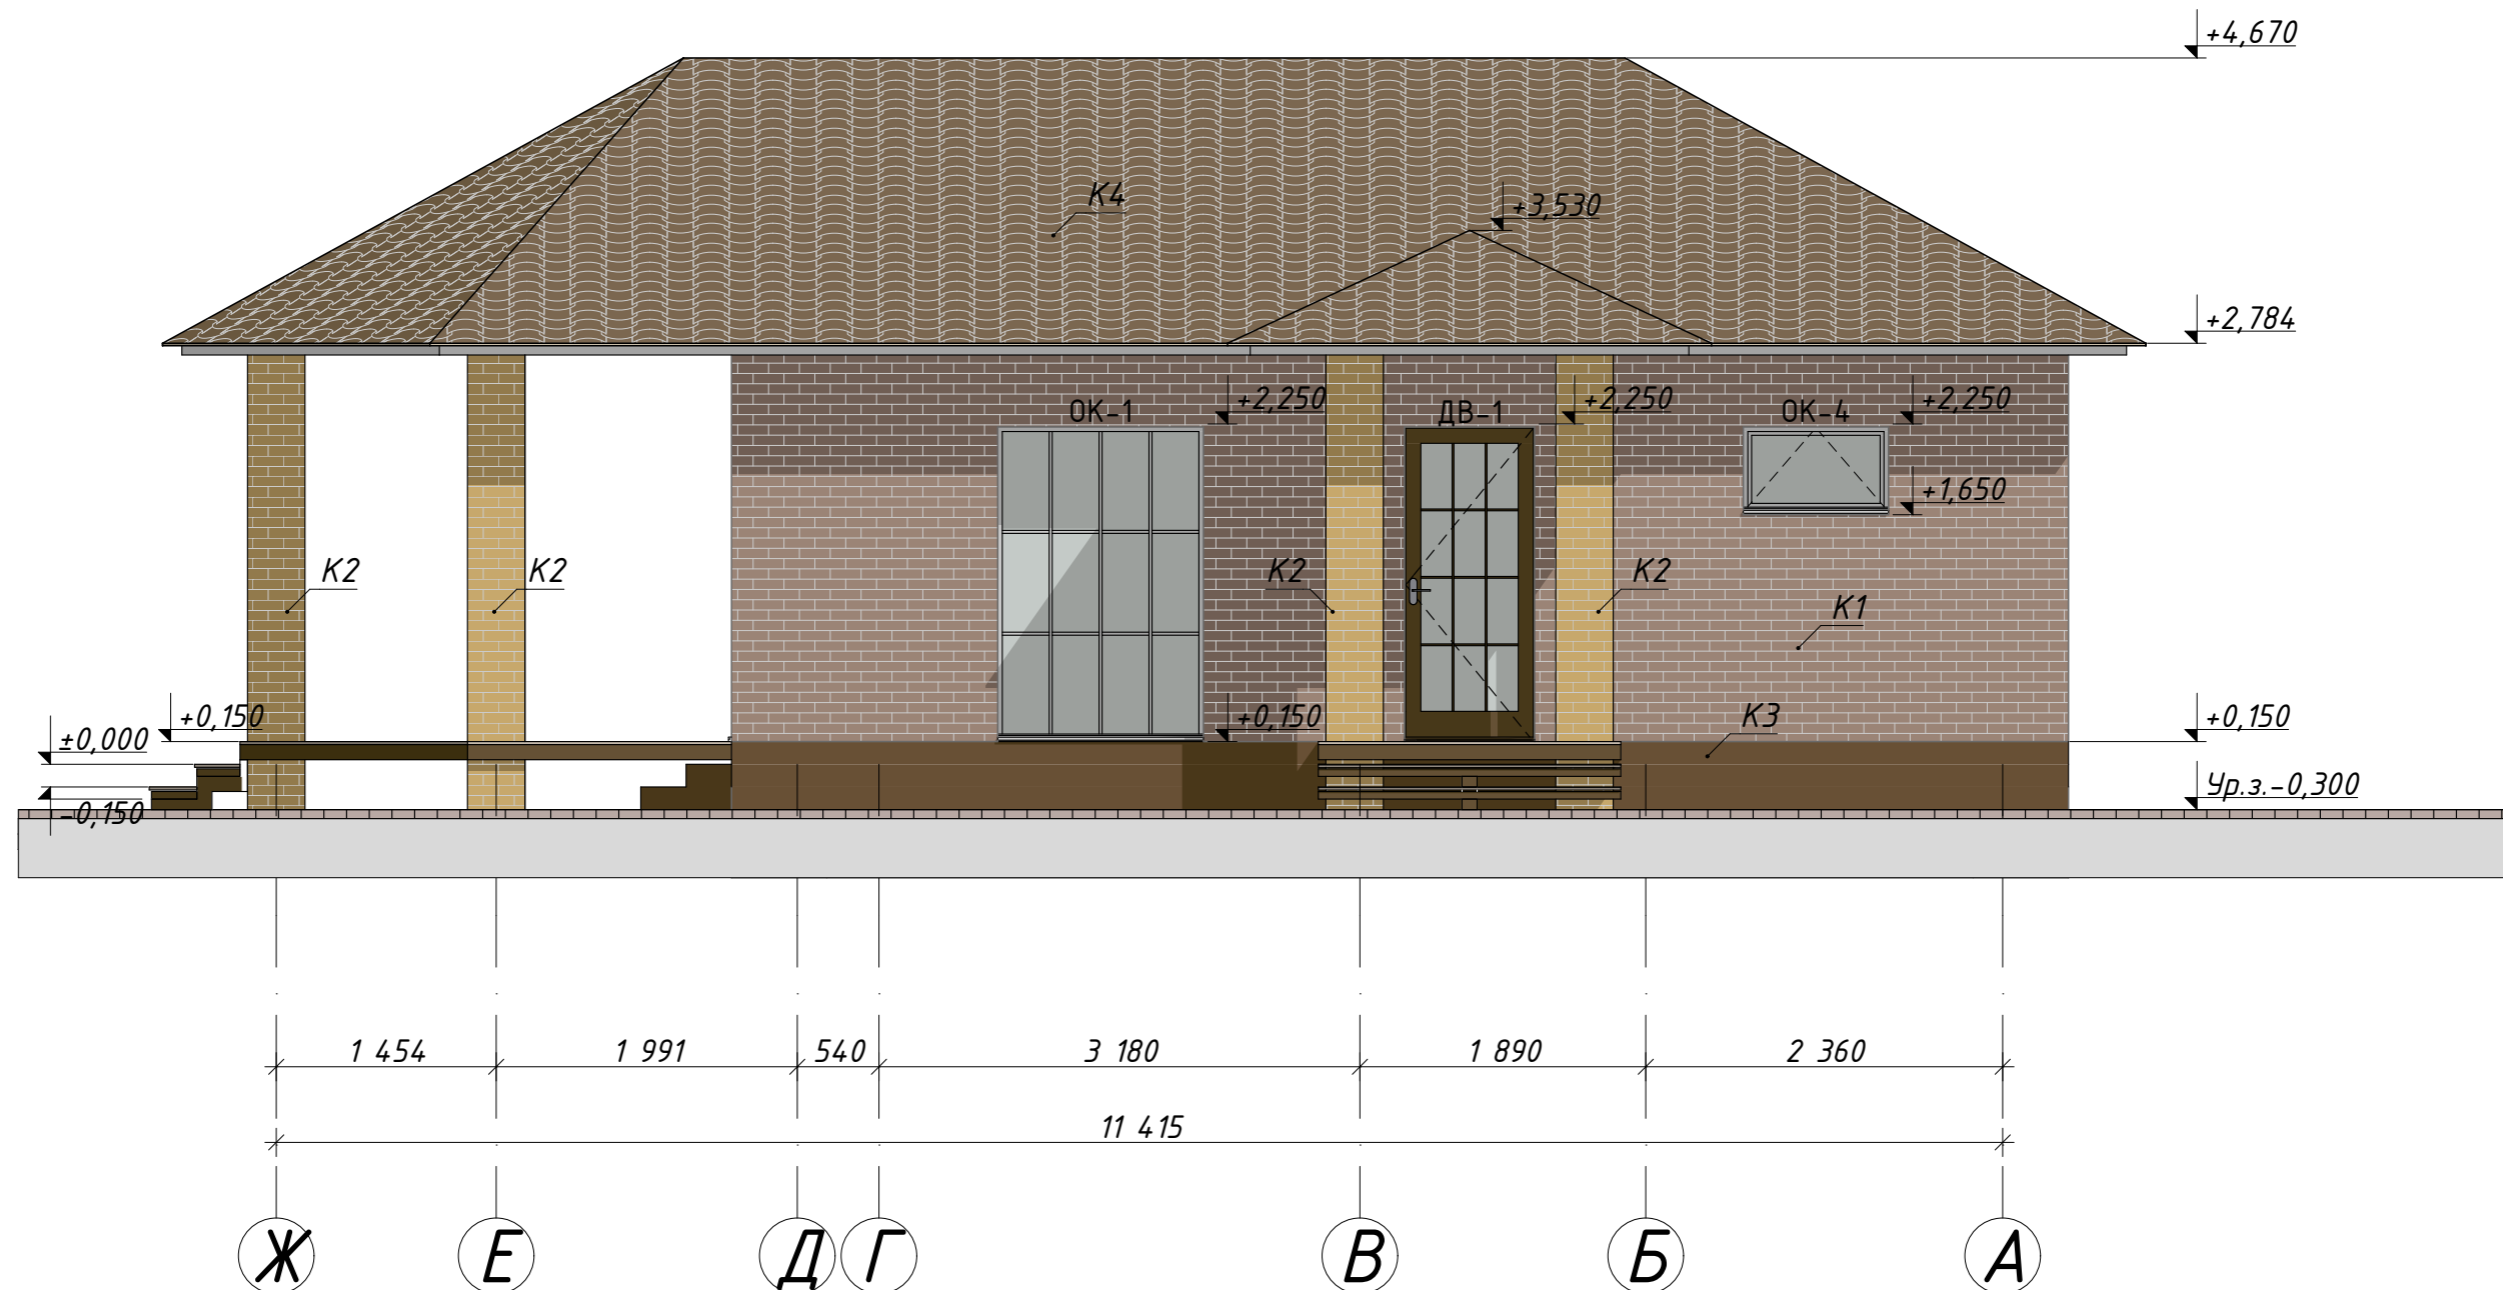 +4,670
К4
+3,530
+2,784
ОК-1
+2,250
ДВ-1
+2,250
ОК-4
+2,250
+1,650
К2
К2
К2
К2
К1
+0,150
±0,000
-0,150
+0,150
К3
+0,150
Ур.з.-0,300
1 454
1 991
540
3 180
1 890
2 360
11 415
Ж
Е
Д
Г
В
Б
А